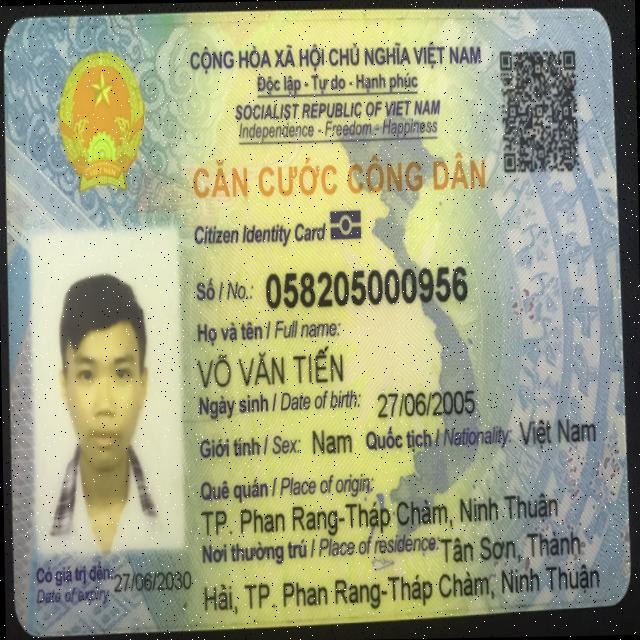 CỘNG HÒA XÃ HỘI CHỦ NGHĨA VIỆT NAM
Độc lập - Tự do - Hạnh phúc
SOCIALIST REPUBLIC OF VIET NAM
Independence - Freedom - Happiness
CĂN CƯỚC CÔNG DÂN
Citizen Identity Card
Số / No.: 058205000956
Họ và tên / Full name:
VÕ VĂN TIẾN
Ngày sinh / Date of birth: 27/06/2005
Giới tính / Sex: Nam Quốc tịch / Nationality: Việt Nam
Quê quán / Place of origin:
TP. Phan Rang-Tháp Chàm, Ninh Thuận
Nơi thường trú / Place of residence: Tân Sơn, Thanh
Hải, TP. Phan Rang-Tháp Chàm, Ninh Thuận
Có giá trị đến: 27/06/2030
Date of expiry